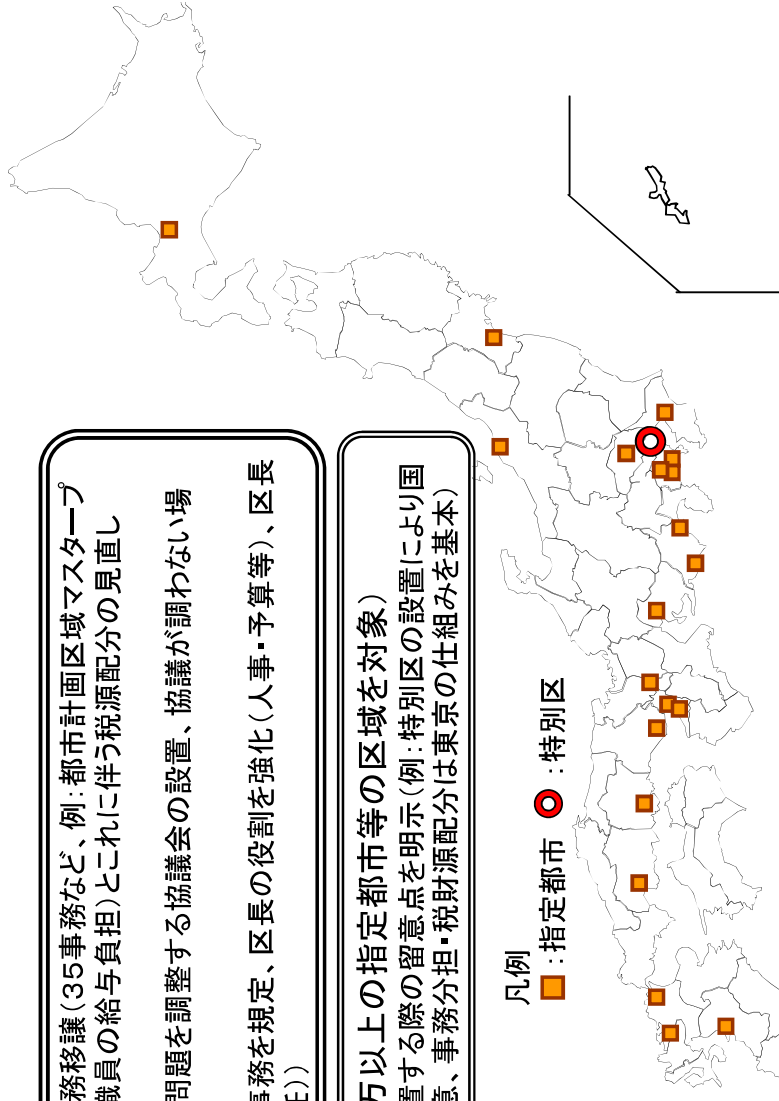 務移譲（35事務など、例：都市計画区域マスタープ
職員の給与負担）とこれに伴う税源配分の見直し
問題を調整する協議会の設置、協議が調わない場
事務を規定、区長の役割を強化（人事・予算等）、区長
))
万以上の指定都市等の区域を対象）
置する際の留意点を明示（例：特別区の設置により国
意、事務分担・税財源配分は東京の仕組みを基本）
凡例
：指定都市　：特別区